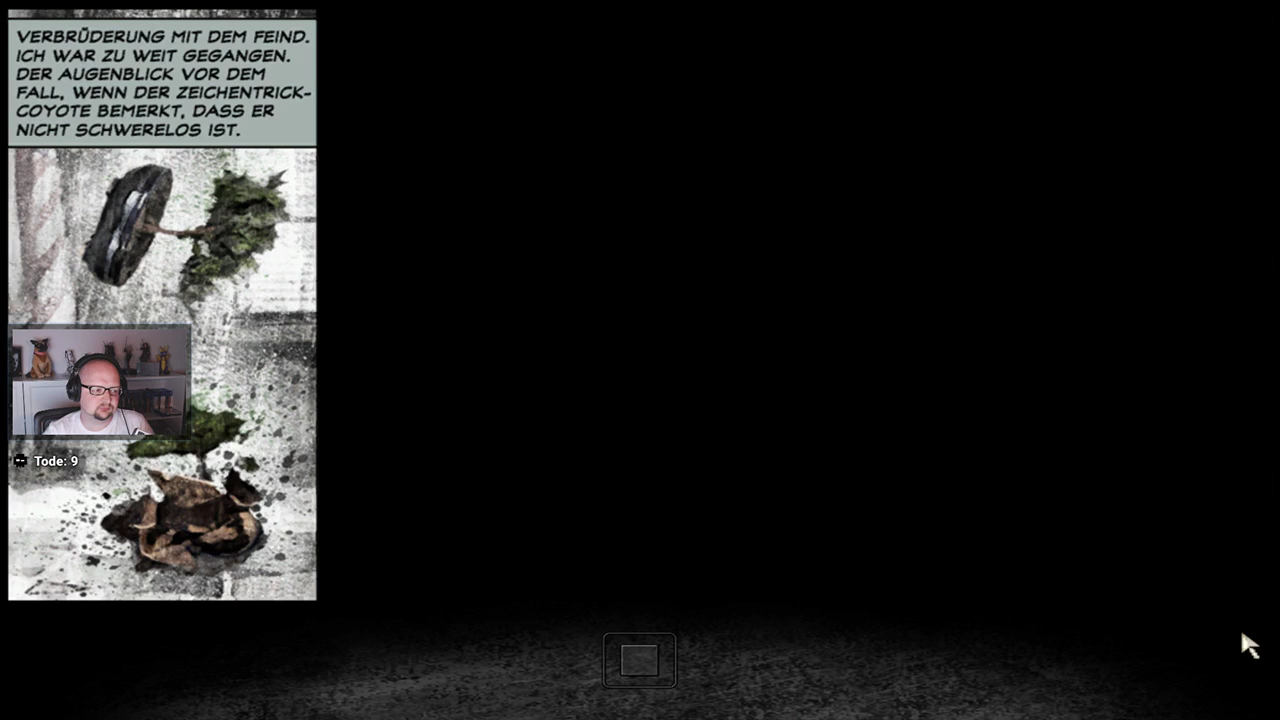 VERBRÜDERUNG MIT DEM FEIND.
ICH WAR ZU WEIT GEGANGEN.
DER AUGENBLICK VOR DEM
FALL, WENN DER ZEICHENTRICK-
COYOTE BEMERKT, DASS ER
NICHT SCHWERELOS IST.
Tode: 9